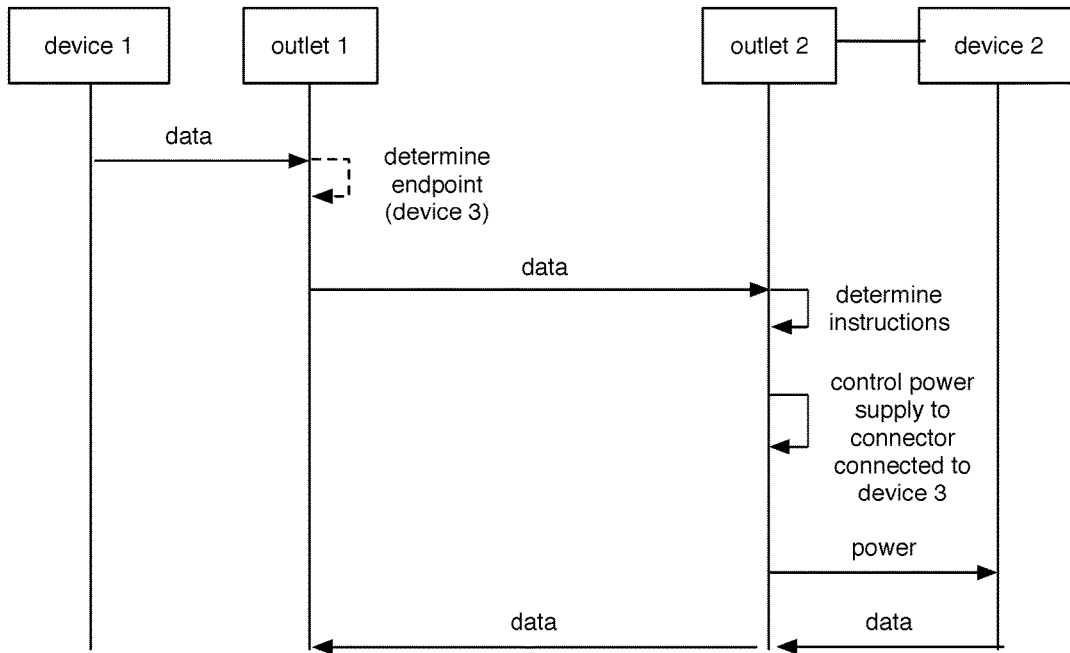 device 1
outlet 1
outlet 2
device 2
data
determine
endpoint
(device 3)
data
determine
instructions
control power
supply to
connector
connected to
device 3
power
data
data